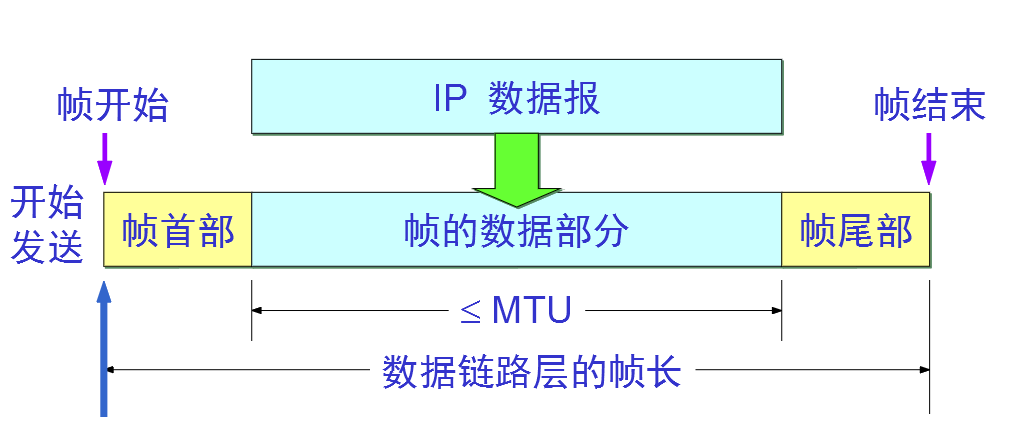 IP 数据报
帧开始
帧结束
开始
发送
帧首部
帧的数据部分
帧尾部
≤ MTU
数据链路层的帧长